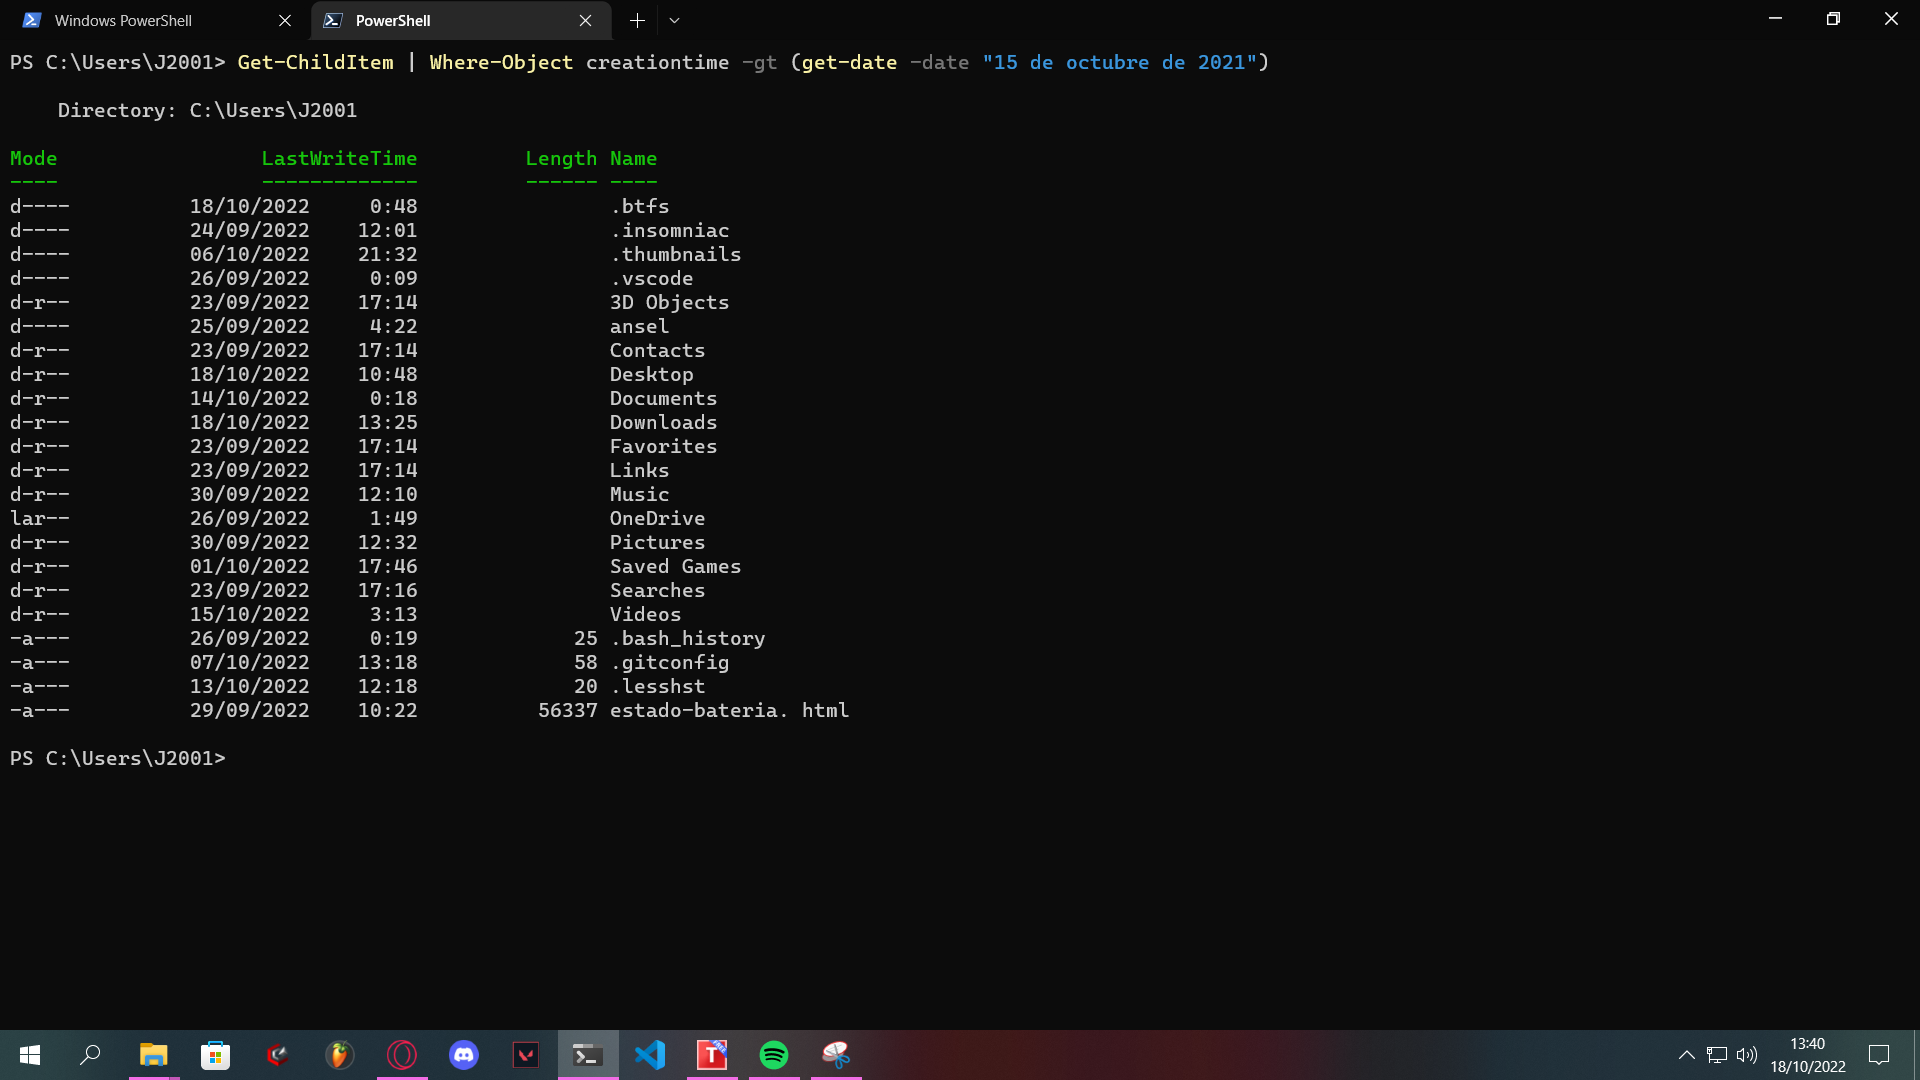 Windows PowerShell
PowerShell
PS C:\Users\J2001> Get-ChildItem | Where-Object creationtime -gt (get-date -date "15 de octubre de 2021")
Directory: C:\Users\J2001
Mode LastWriteTime Length Name
---- ------------- ------ ----
d---- 18/10/2022 0:48 .btfs
d---- 24/09/2022 12:01 .insomniac
d---- 06/10/2022 21:32 .thumbnails
d---- 26/09/2022 0:09 .vscode
d-r-- 23/09/2022 17:14 3D Objects
d---- 25/09/2022 4:22 ansel
d-r-- 23/09/2022 17:14 Contacts
d-r-- 18/10/2022 10:48 Desktop
d-r-- 14/10/2022 0:18 Documents
d-r-- 18/10/2022 13:25 Downloads
d-r-- 23/09/2022 17:14 Favorites
d-r-- 23/09/2022 17:14 Links
d-r-- 30/09/2022 12:10 Music
lar-- 26/09/2022 1:49 OneDrive
d-r-- 30/09/2022 12:32 Pictures
d-r-- 01/10/2022 17:46 Saved Games
d-r-- 23/09/2022 17:16 Searches
d-r-- 15/10/2022 3:13 Videos
-a--- 26/09/2022 0:19 25 .bash_history
-a--- 07/10/2022 13:18 58 .gitconfig
-a--- 13/10/2022 12:18 20 .lesshst
-a--- 29/09/2022 10:22 56337 estado-bateria. html
PS C:\Users\J2001>
13:40
18/10/2022